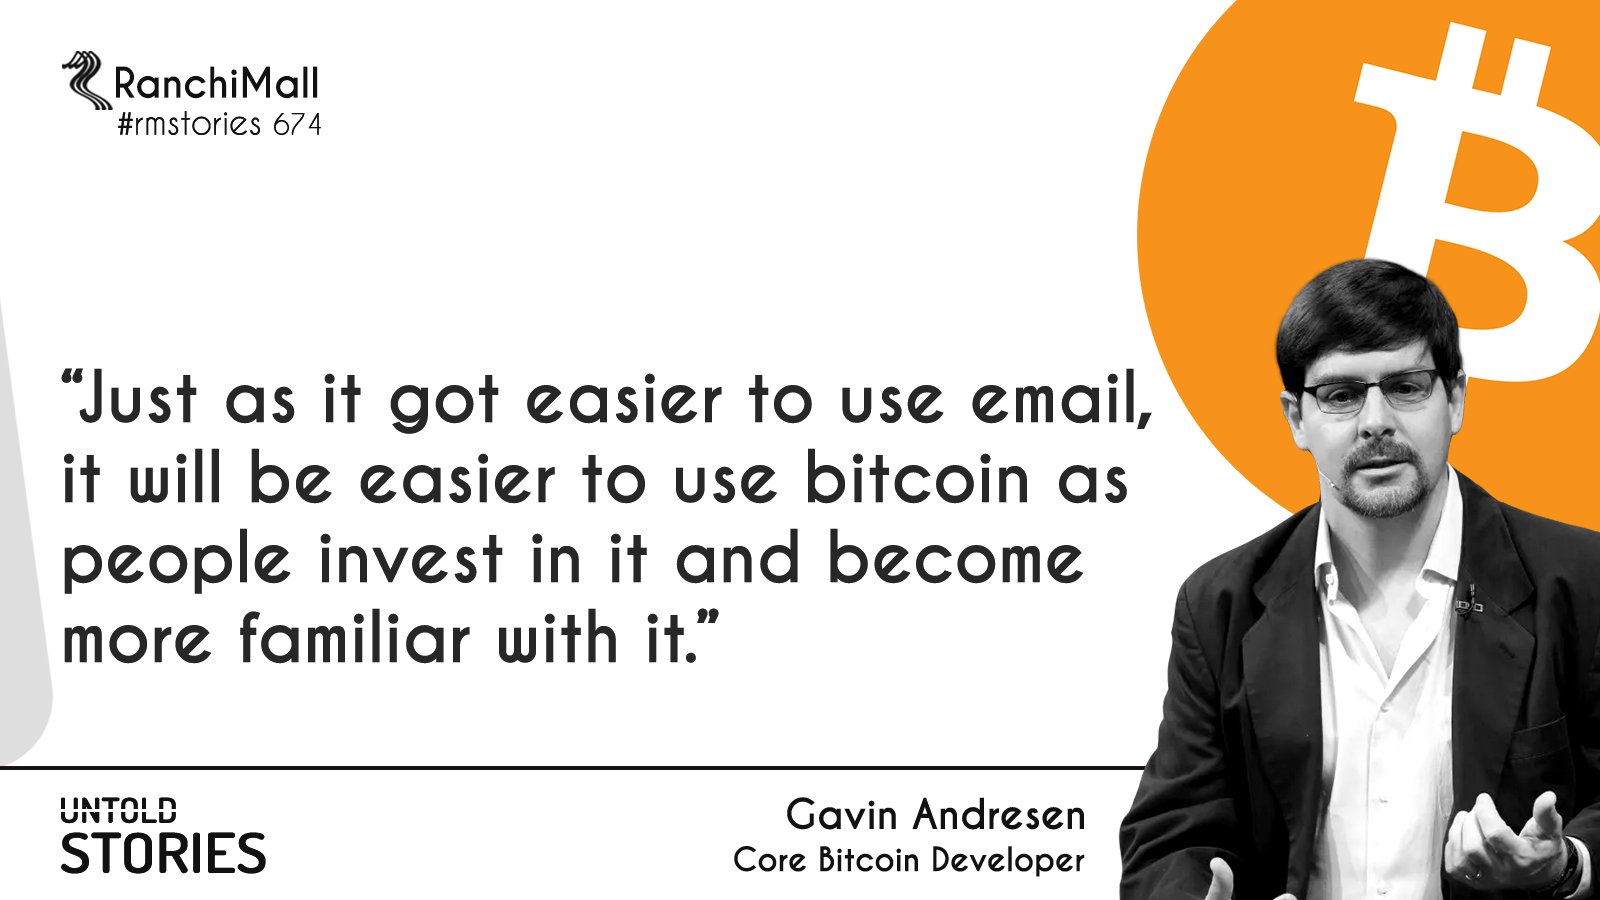 RanchiMall
#rmstories 674
“Just as it got easier to use email,
it will be easier to use bitcoin as
people invest in it and become
more familiar with it.”
UNTOLD
STORIES
Gavin Andresen
Core Bitcoin Developer